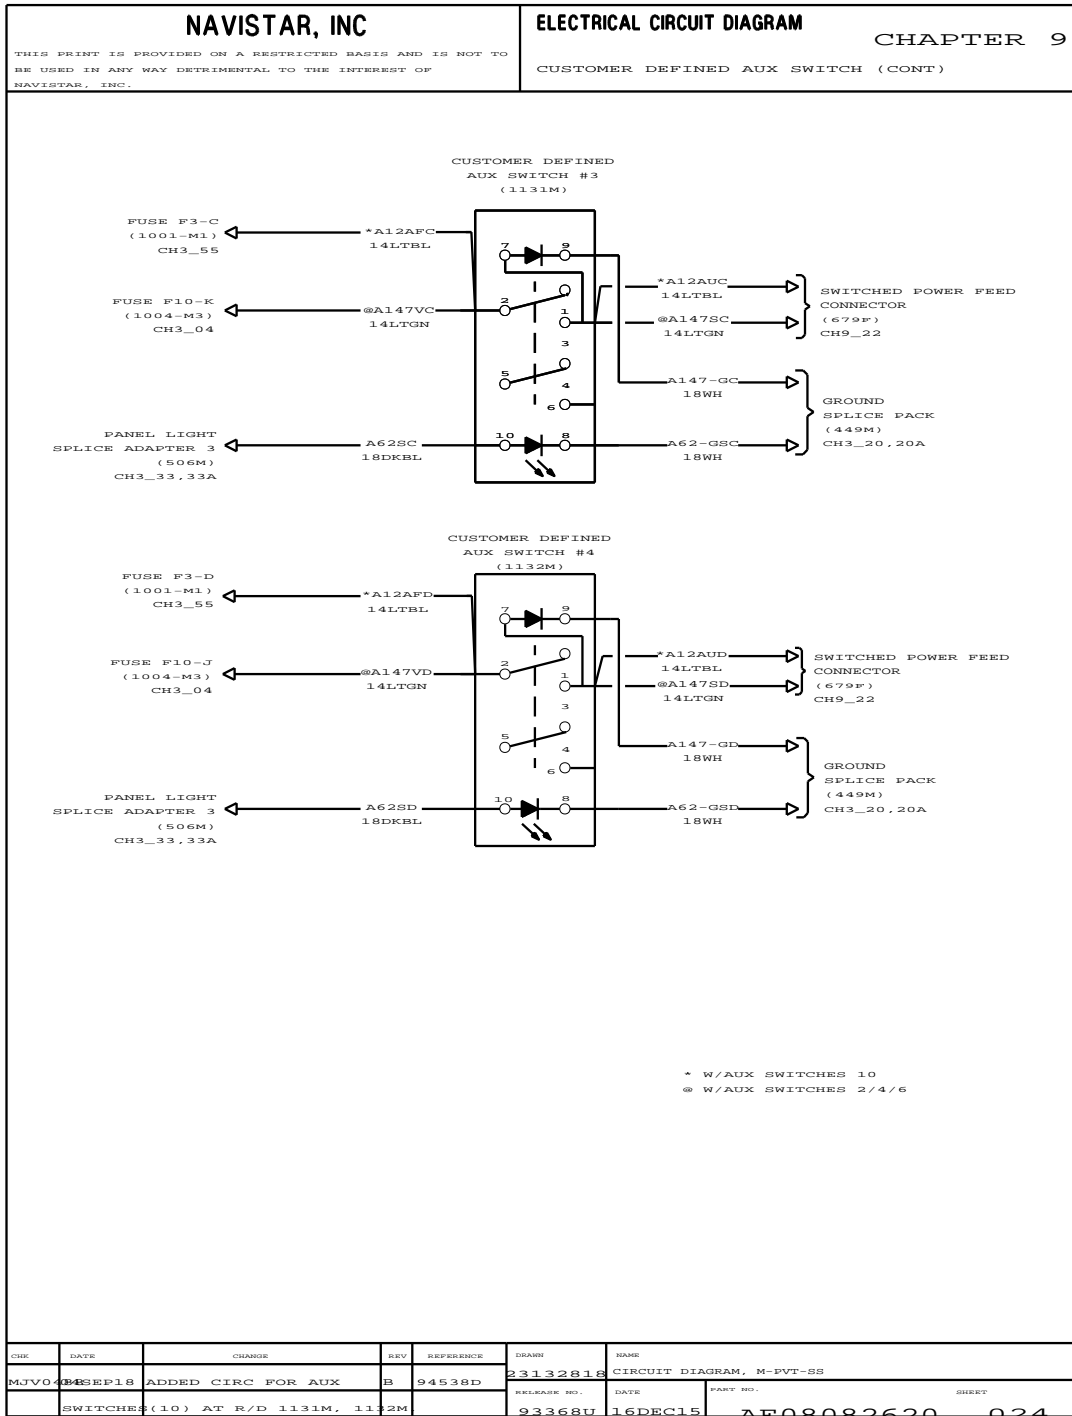 NAVISTAR, INC
THIS PRINT IS PROVIDED ON A RESTRICTED BASIS AND IS NOT TO
BE USED IN ANY WAY DETRIMENTAL TO THE INTEREST OF
NAVISTAR, INC.
ELECTRICAL CIRCUIT DIAGRAM
CHAPTER 9
CUSTOMER DEFINED AUX SWITCH (CONT)
CUSTOMER DEFINED
AUX SWITCH #3
(1131M)
FUSE F3-C
(1001-M1)
CH3_55
*A12AFC
14LTBL
7
9
FUSE F10-K
(1004-M3)
CH3_04
@A147VC
14LTGN
2
1
3
5
4
6
*A12AUC
14LTBL
@A147SC
14LTGN
SWITCHED POWER FEED
CONNECTOR
(679F)
CH9_22
A147-GC
18WH
GROUND
SPLICE PACK
(449M)
CH3_20,20A
PANEL LIGHT
SPLICE ADAPTER 3
(506M)
CH3_33,33A
A62SC
18DKBL
10
8
A62-GSC
18WH
CUSTOMER DEFINED
AUX SWITCH #4
(1132M)
FUSE F3-D
(1001-M1)
CH3_55
*A12AFD
14LTBL
7
9
FUSE F10-J
(1004-M3)
CH3_04
@A147VD
14LTGN
2
1
3
5
4
6
*A12AUD
14LTBL
@A147SD
14LTGN
SWITCHED POWER FEED
CONNECTOR
(679F)
CH9_22
A147-GD
18WH
GROUND
SPLICE PACK
(449M)
CH3_20,20A
PANEL LIGHT
SPLICE ADAPTER 3
(506M)
CH3_33,33A
A62SD
18DKBL
10
8
A62-GSD
18WH
* W/AUX SWITCHES 10
@ W/AUX SWITCHES 2/4/6
CHK DATE CHANGE REV REFERENCE
SEP18 ADDED CIRC FOR AUX B 94538D
SWITCHES(10) AT R/D 1131M, 1132M
DRAWN
23132818
NAME
CIRCUIT DIAGRAM, M-PVT-SS
RELEASE NO.
93368U
DATE
16DEC15
PART NO.
AF08082620
SHEET
024